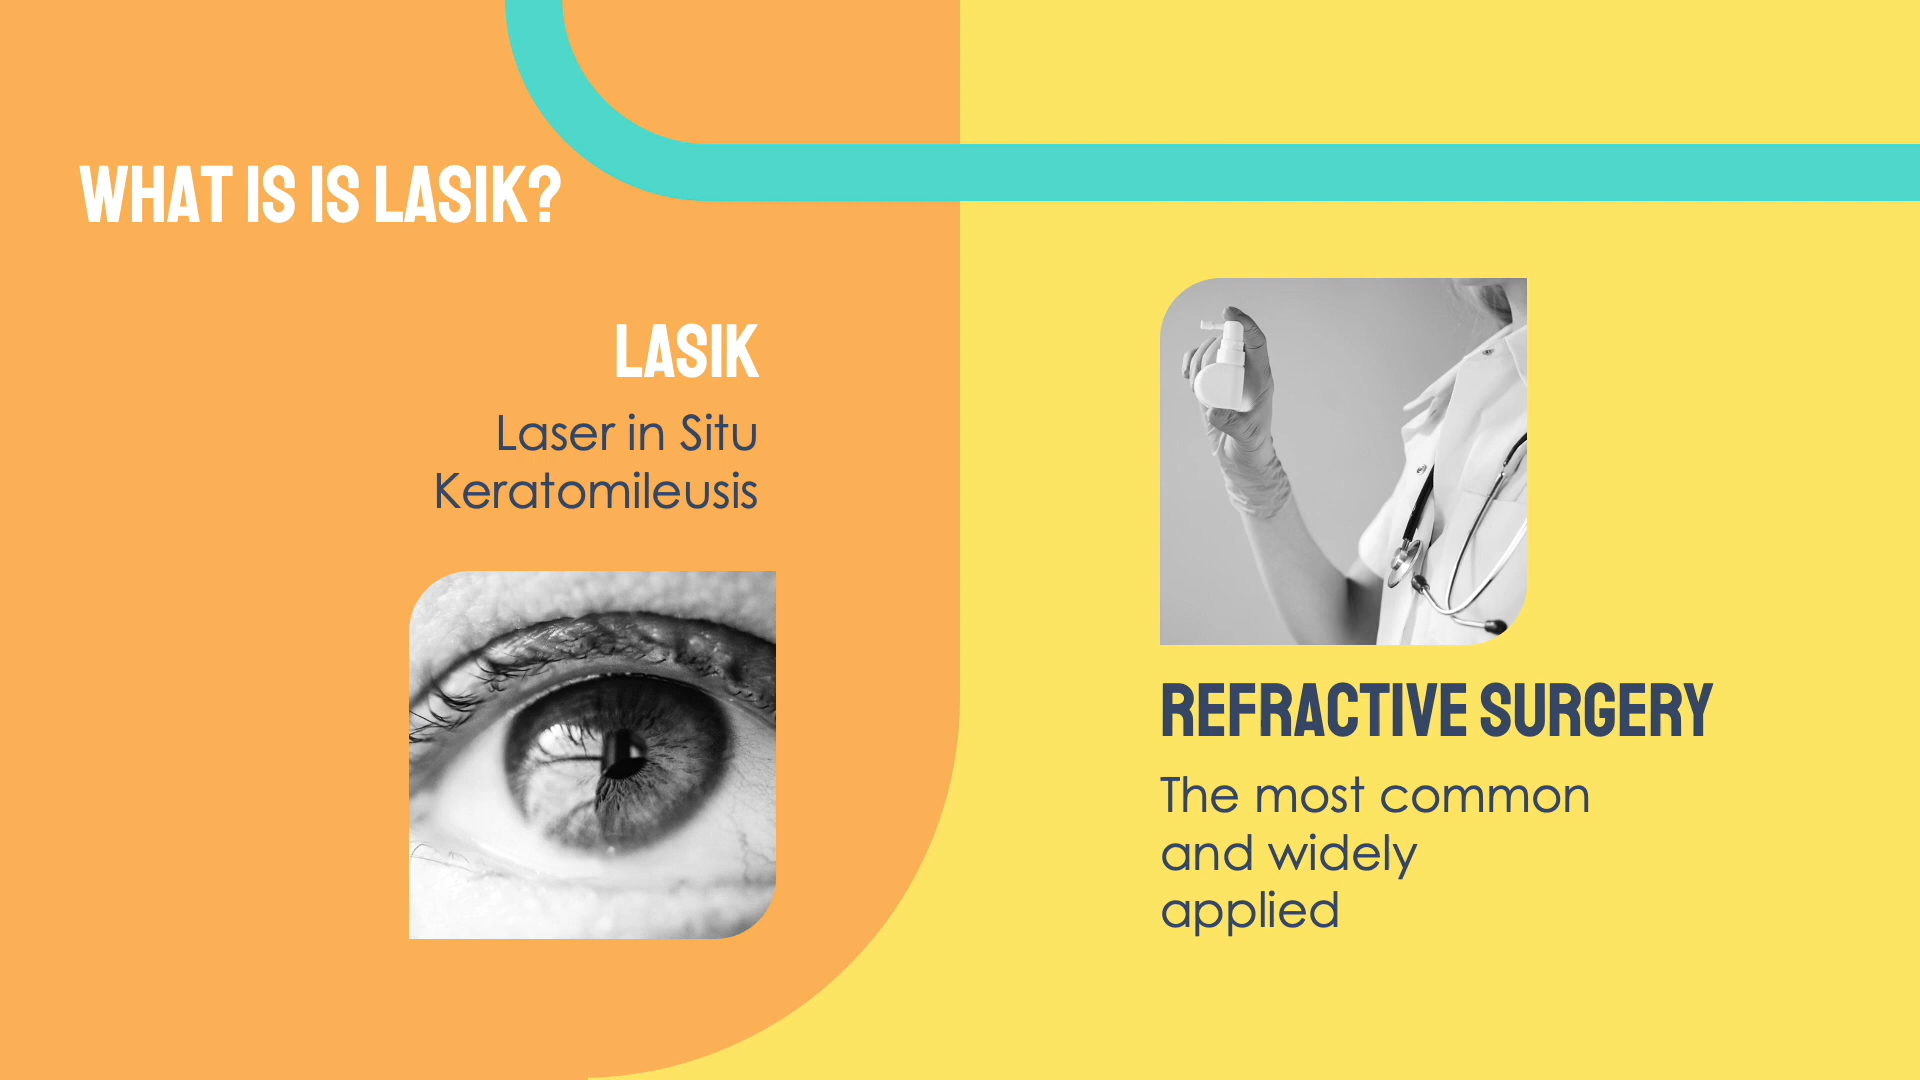 WHAT IS IS LASIK?
LASIK
Laser in Situ
Keratomileusis
REFRACTIVE SURGERY
The most common
and widely
applied